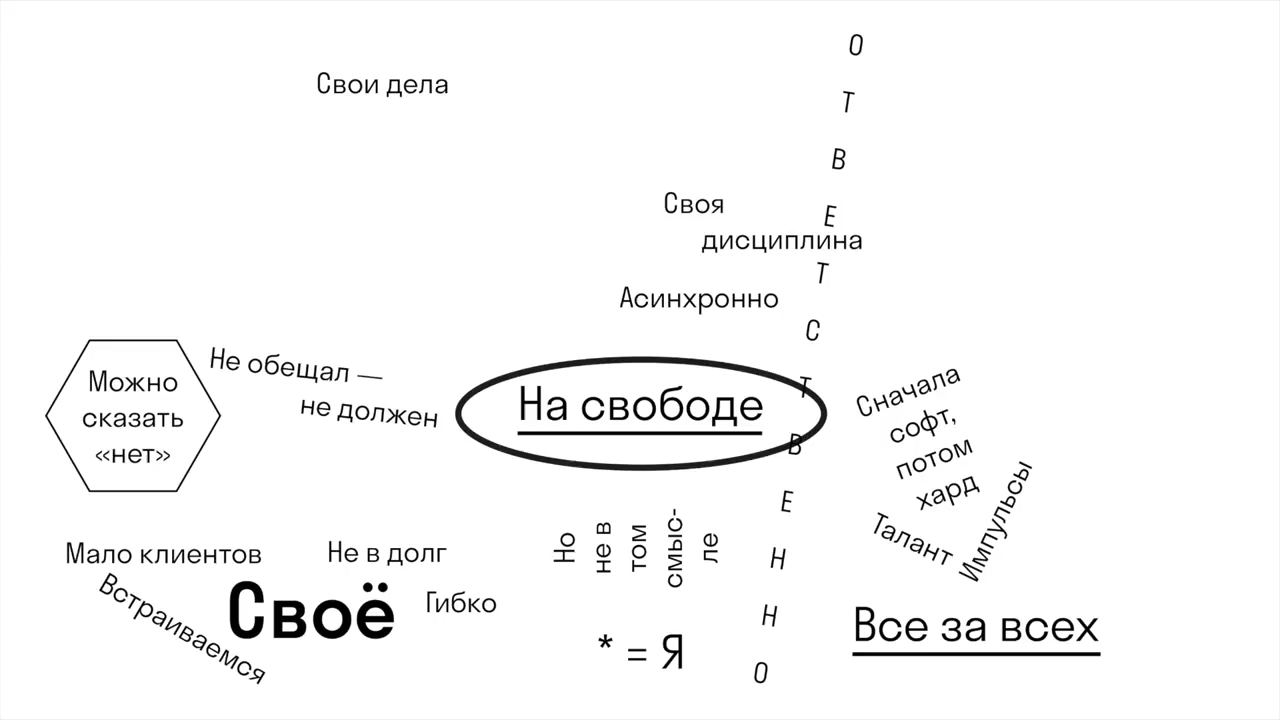 Свои дела
ОТВЕТСТВЕННО
Своя
дисциплина
Асинхронно
Можно
сказать
«нет»
Не обещал —
не должен
На свободе
Сначала
софт,
потом
хард
Талант
Импульсы
Но
не в
том
смыс-
ле
Мало клиентов
Не в долг
Встраиваемся
Своё
Гибко
* = Я
Все за всех